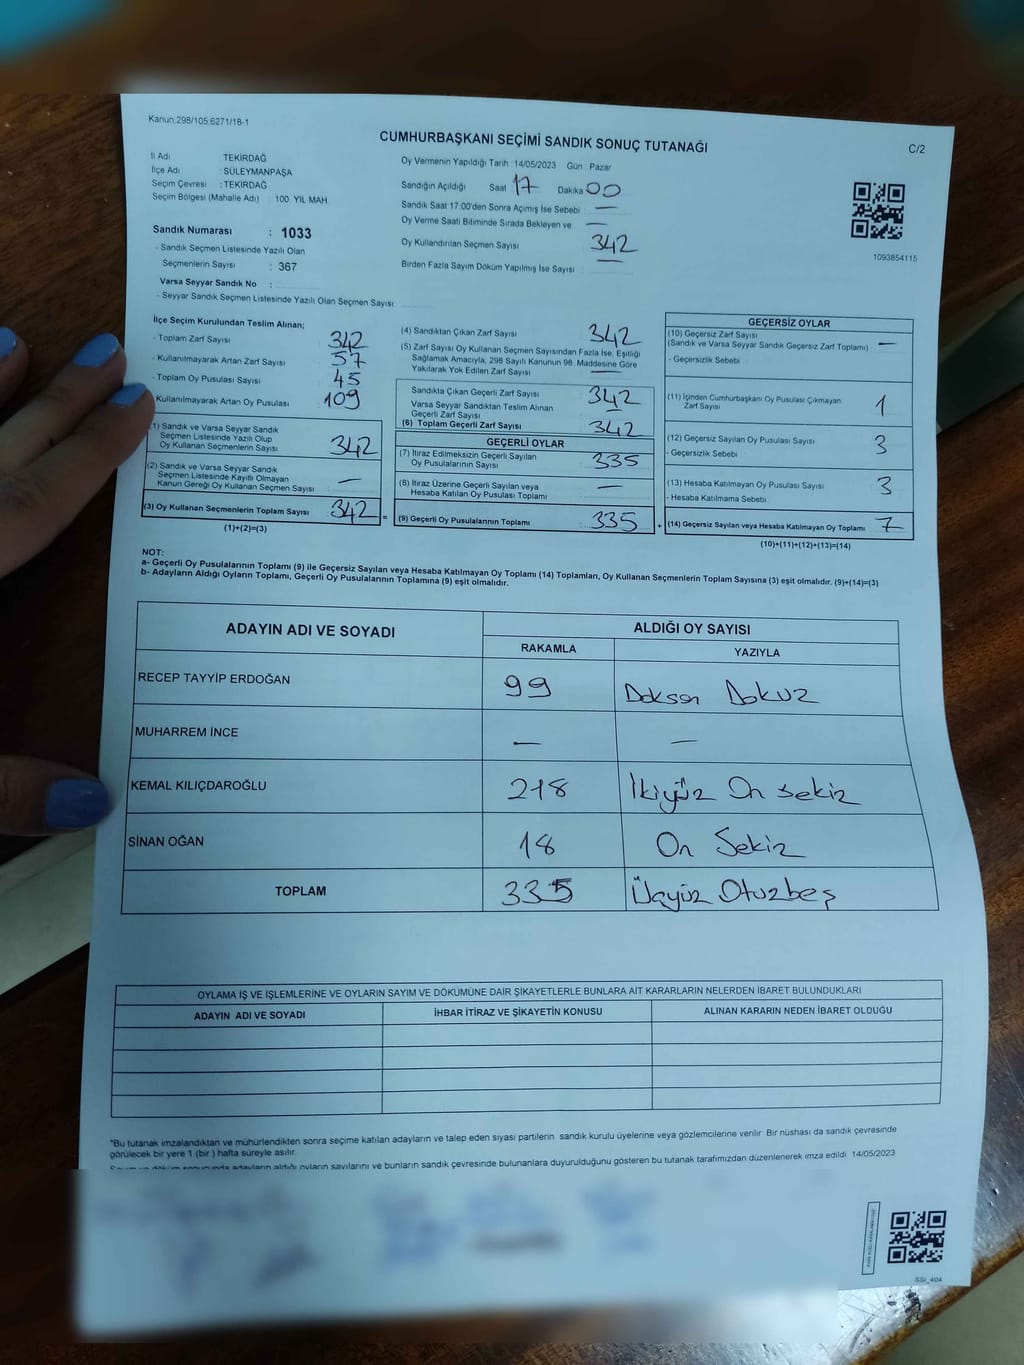 Kanun:298/105;6271/18-1
CUMHURBAŞKANI SEÇİMİ SANDIK SONUÇ TUTANAĞI
C/2
İl Adı TEKİRDAĞ
İlçe Adı : SÜLEYMANPAŞA
Seçim Çevresi : TEKİRDAĞ
Seçim Bölgesi (Mahalle Adı) 100. YIL MAH.
Oy Vermenin Yapıldığı Tarih 14/05/2023 Gün : Pazar
Sandığın Açıldığı Saat 17 Dakika 00
Sandık Saat 17:00'den Sonra Açımış İse Sebebi : —
Oy Verme Saati Bitiminde Sırada Bekleyen ve —
Oy Kullandırılan Seçmen Sayısı 342
Birden Fazla Sayım Döküm Yapılmış İse Sayısı —
1093854115
Sandık Numarası : 1033
- Sandık Seçmen Listesinde Yazılı Olan
Seçmenlerin Sayısı : 367
Varsa Seyyar Sandık No :
- Seyyar Sandık Seçmen Listesinde Yazılı Olan Seçmen Sayısı:
İlçe Seçim Kurulundan Teslim Alınan;
- Toplam Zarf Sayısı 342
- Kullanılmayarak Artan Zarf Sayısı 57
- Toplam Oy Pusulası Sayısı 45
Kullanılmayarak Artan Oy Pusulası 109
(1) Sandık ve Varsa Seyyar Sandık
Seçmen Listesinde Yazılı Olup
Oy Kullanan Seçmenlerin Sayısı 342
(2) Sandık ve Varsa Seyyar Sandık
Seçmen Listesinde Kayıtlı Olmayan
Kanun Gereği Oy Kullanan Seçmen Sayısı : —
(3) Oy Kullanan Seçmenlerin Toplam Sayısı : 342 =
(1)+(2)=(3)
(4) Sandıktan Çıkan Zarf Sayısı 342
(5) Zarf Sayısı Oy Kullanan Seçmen Sayısından Fazla İse, Eşitliği
Sağlamak Amacıyla, 298 Sayılı Kanunun 98. Maddesine Göre
Yakılarak Yok Edilen Zarf Sayısı : —
Sandıkta Çıkan Geçerli Zarf Sayısı : 342
Varsa Seyyar Sandıktan Teslim Alınan
Geçerli Zarf Sayısı : —
(6) Toplam Geçerli Zarf Sayısı : 342
GEÇERLİ OYLAR
(7) İtiraz Edilmeksizin Geçerli Sayılan
Oy Pusulalarının Sayısı : 335
(8) İtiraz Üzerine Geçerli Sayılan veya
Hesaba Katılan Oy Pusulası Toplamı : —
(9) Geçerli Oy Pusulalarının Toplamı : 335 +
GEÇERSİZ OYLAR
(10) Geçersiz Zarf Sayısı
(Sandık ve Varsa Seyyar Sandık Geçersiz Zarf Toplamı) —
- Geçersizlik Sebebi
(11) İçinden Cumhurbaşkanı Oy Pusulası Çıkmayan
Zarf Sayısı 1
(12) Geçersiz Sayılan Oy Pusulası Sayısı 3
- Geçersizlik Sebebi
(13) Hesaba Katılmayan Oy Pusulası Sayısı 3
- Hesaba Katılmama Sebebi
(14) Geçersiz Sayılan veya Hesaba Katılmayan Oy Toplamı 7
(10)+(11)+(12)+(13)=(14)
NOT:
a- Geçerli Oy Pusulalarının Toplamı (9) ile Geçersiz Sayılan veya Hesaba Katılmayan Oy Toplamı (14) Toplamları, Oy Kullanan Seçmenlerin Toplam Sayısına (3) eşit olmalıdır. (9)+(14)=(3)
b- Adayların Aldığı Oyların Toplamı, Geçerli Oy Pusulalarının Toplamına (9) eşit olmalıdır.
ADAYIN ADI VE SOYADI ALDIĞI OY SAYISI
RAKAMLA YAZIYLA
RECEP TAYYİP ERDOĞAN 99 Doksan Dokuz
MUHARREM İNCE — —
KEMAL KILIÇDAROĞLU 218 İkiyüz On sekiz
SİNAN OĞAN 18 On Sekiz
TOPLAM 335 Üçyüz Otuzbeş
OYLAMA İŞ VE İŞLEMLERİNE VE OYLARIN SAYIM VE DÖKÜMÜNE DAİR ŞİKAYETLERLE BUNLARA AİT KARARLARIN NELERDEN İBARET BULUNDUKLARI
ADAYIN ADI VE SOYADI İHBAR İTİRAZ VE ŞİKAYETİN KONUSU ALINAN KARARIN NEDEN İBARET OLDUĞU
*Bu tutanak imzalandıktan ve mühürlendikten sonra seçime katılan adayların ve talep eden siyasi partilerin sandık kurulu üyelerine veya gözlemcilerine verilir. Bir nüshası da sandık çevresinde
görülecek bir yere 1 (bir ) hafta süreyle asılır.
Sayım ve döküm sonucunda adayların aldığı oyların sayılarını ve bunların sandık çevresinde bulunanlara duyurulduğunu gösteren bu tutanak tarafımızdan düzenlenerek imza edildi. 14/05/2023
SSI_404